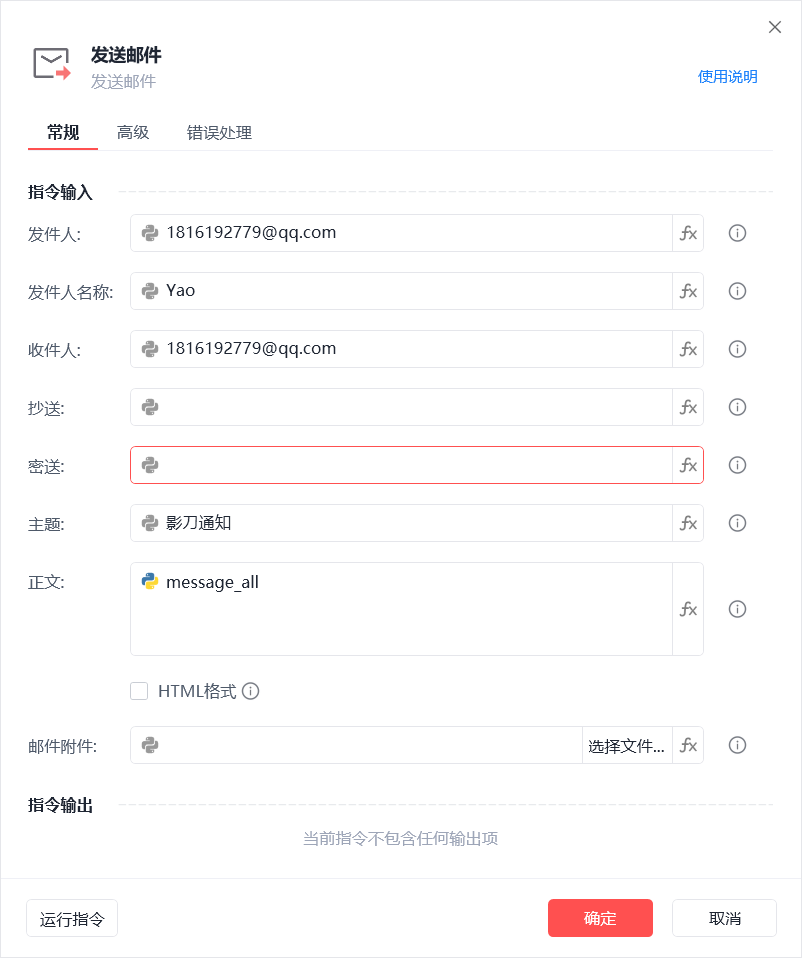 发送邮件
发送邮件
使用说明
常规 高级 错误处理
指令输入
发件人: 1816192779@qq.com fx
发件人名称: Yao fx
收件人: 1816192779@qq.com fx
抄送: fx
密送: fx
主题: 影刀通知 fx
正文: message_all fx
HTML格式
邮件附件: 选择文件... fx
指令输出
当前指令不包含任何输出项
运行指令 确定 取消